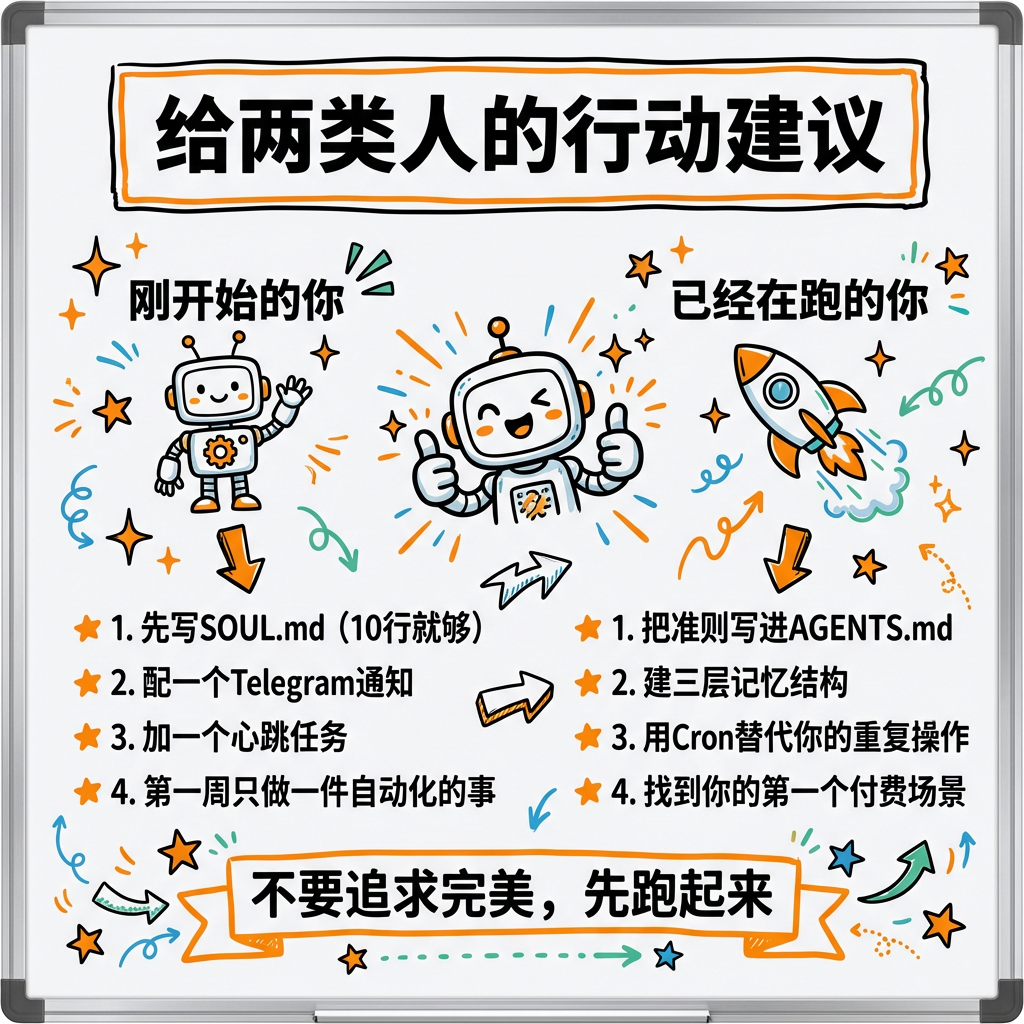 给两类人的行动建议
刚开始的你
1. 先写SOUL.md（10行就够）
2. 配一个Telegram通知
3. 加一个心跳任务
4. 第一周只做一件自动化的事
已经在跑的你
1. 把准则写进AGENTS.md
2. 建三层记忆结构
3. 用Cron替代你的重复操作
4. 找到你的第一个付费场景
不要追求完美，先跑起来